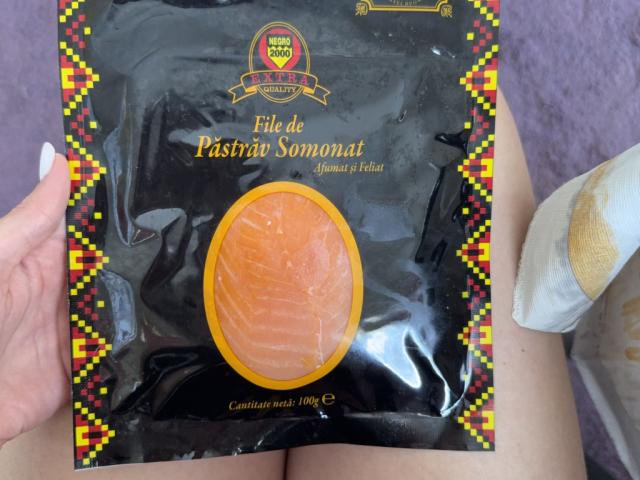 NEGRO
2000
EXTRA
QUALITY
File de
Păstrăv Somonat
Afumat și Feliat
Cantitate netă: 100g e